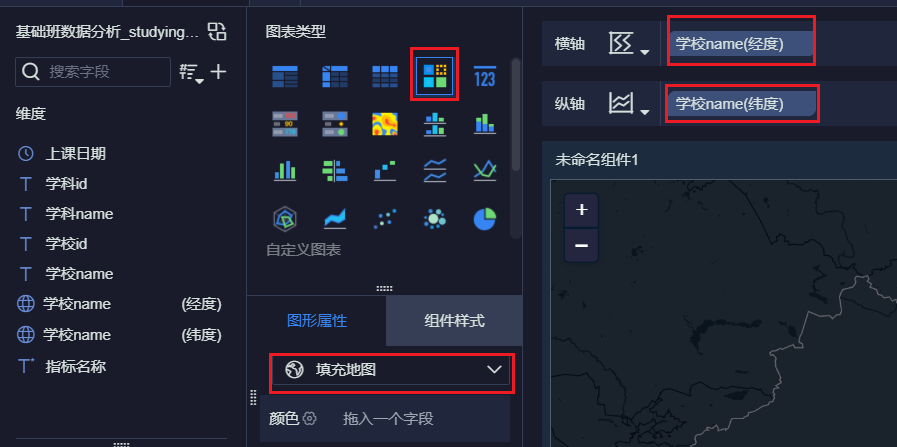 基础班数据分析_studying...
搜索字段
维度
上课日期
学科id
学科name
学校id
学校name
学校name (经度)
学校name (纬度)
指标名称
图表类型
123
自定义图表
图形属性
组件样式
填充地图
颜色
拖入一个字段
横轴
学校name(经度)
纵轴
学校name(纬度)
未命名组件1
+
−